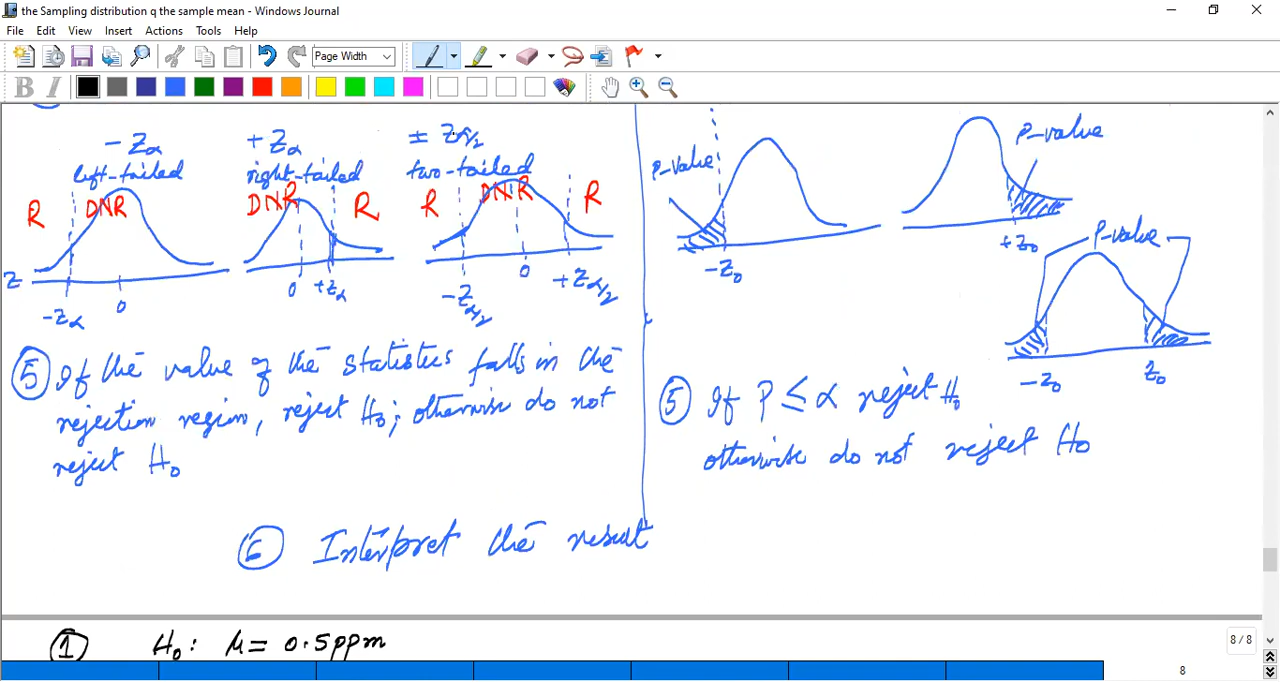 the Sampling distribution q the sample mean - Windows Journal
File Edit View Insert Actions Tools Help
Page Width
B I
- Zα
left-tailed
R DNR
Z
-Zα 0
+ Zα
right-tailed
DNR R
0 +Zα
± Zα/2
two-tailed
R DNR R
-Zα/2 0 +Zα/2
⑤ If the value of the statistics falls in the
rejection region, reject H0; otherwise do not
reject H0
P-value
-Z0
P-value
+Z0
P-value
-Z0 Z0
⑤ If P ≤ α reject H0
otherwise do not reject H0
⑥ Interpret the result
① H0: μ = 0.5ppm
8 / 8
8